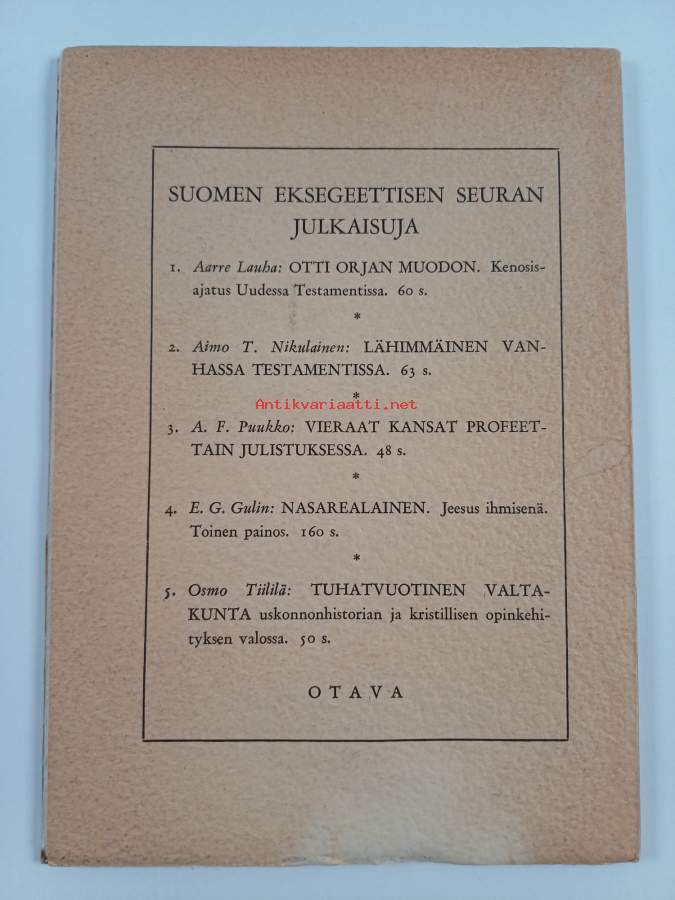 SUOMEN EKSEGEETTISEN SEURAN
JULKAISUJA
1. Aarre Lauha: OTTI ORJAN MUODON. Kenosis-
ajatus Uudessa Testamentissa. 60 s.
*
2. Aimo T. Nikulainen: LÄHIMMÄINEN VAN-
HASSA TESTAMENTISSA. 63 s.
*
Antikvariaatti.net
3. A. F. Puukko: VIERAAT KANSAT PROFEET-
TAIN JULISTUKSESSA. 48 s.
*
4. E. G. Gulin: NASAREALAINEN. Jeesus ihmisenä.
Toinen painos. 160 s.
*
5. Osmo Tiililä: TUHATVUOTINEN VALTA-
KUNTA uskonnonhistorian ja kristillisen opinkehi-
tyksen valossa. 50 s.
OTAVA